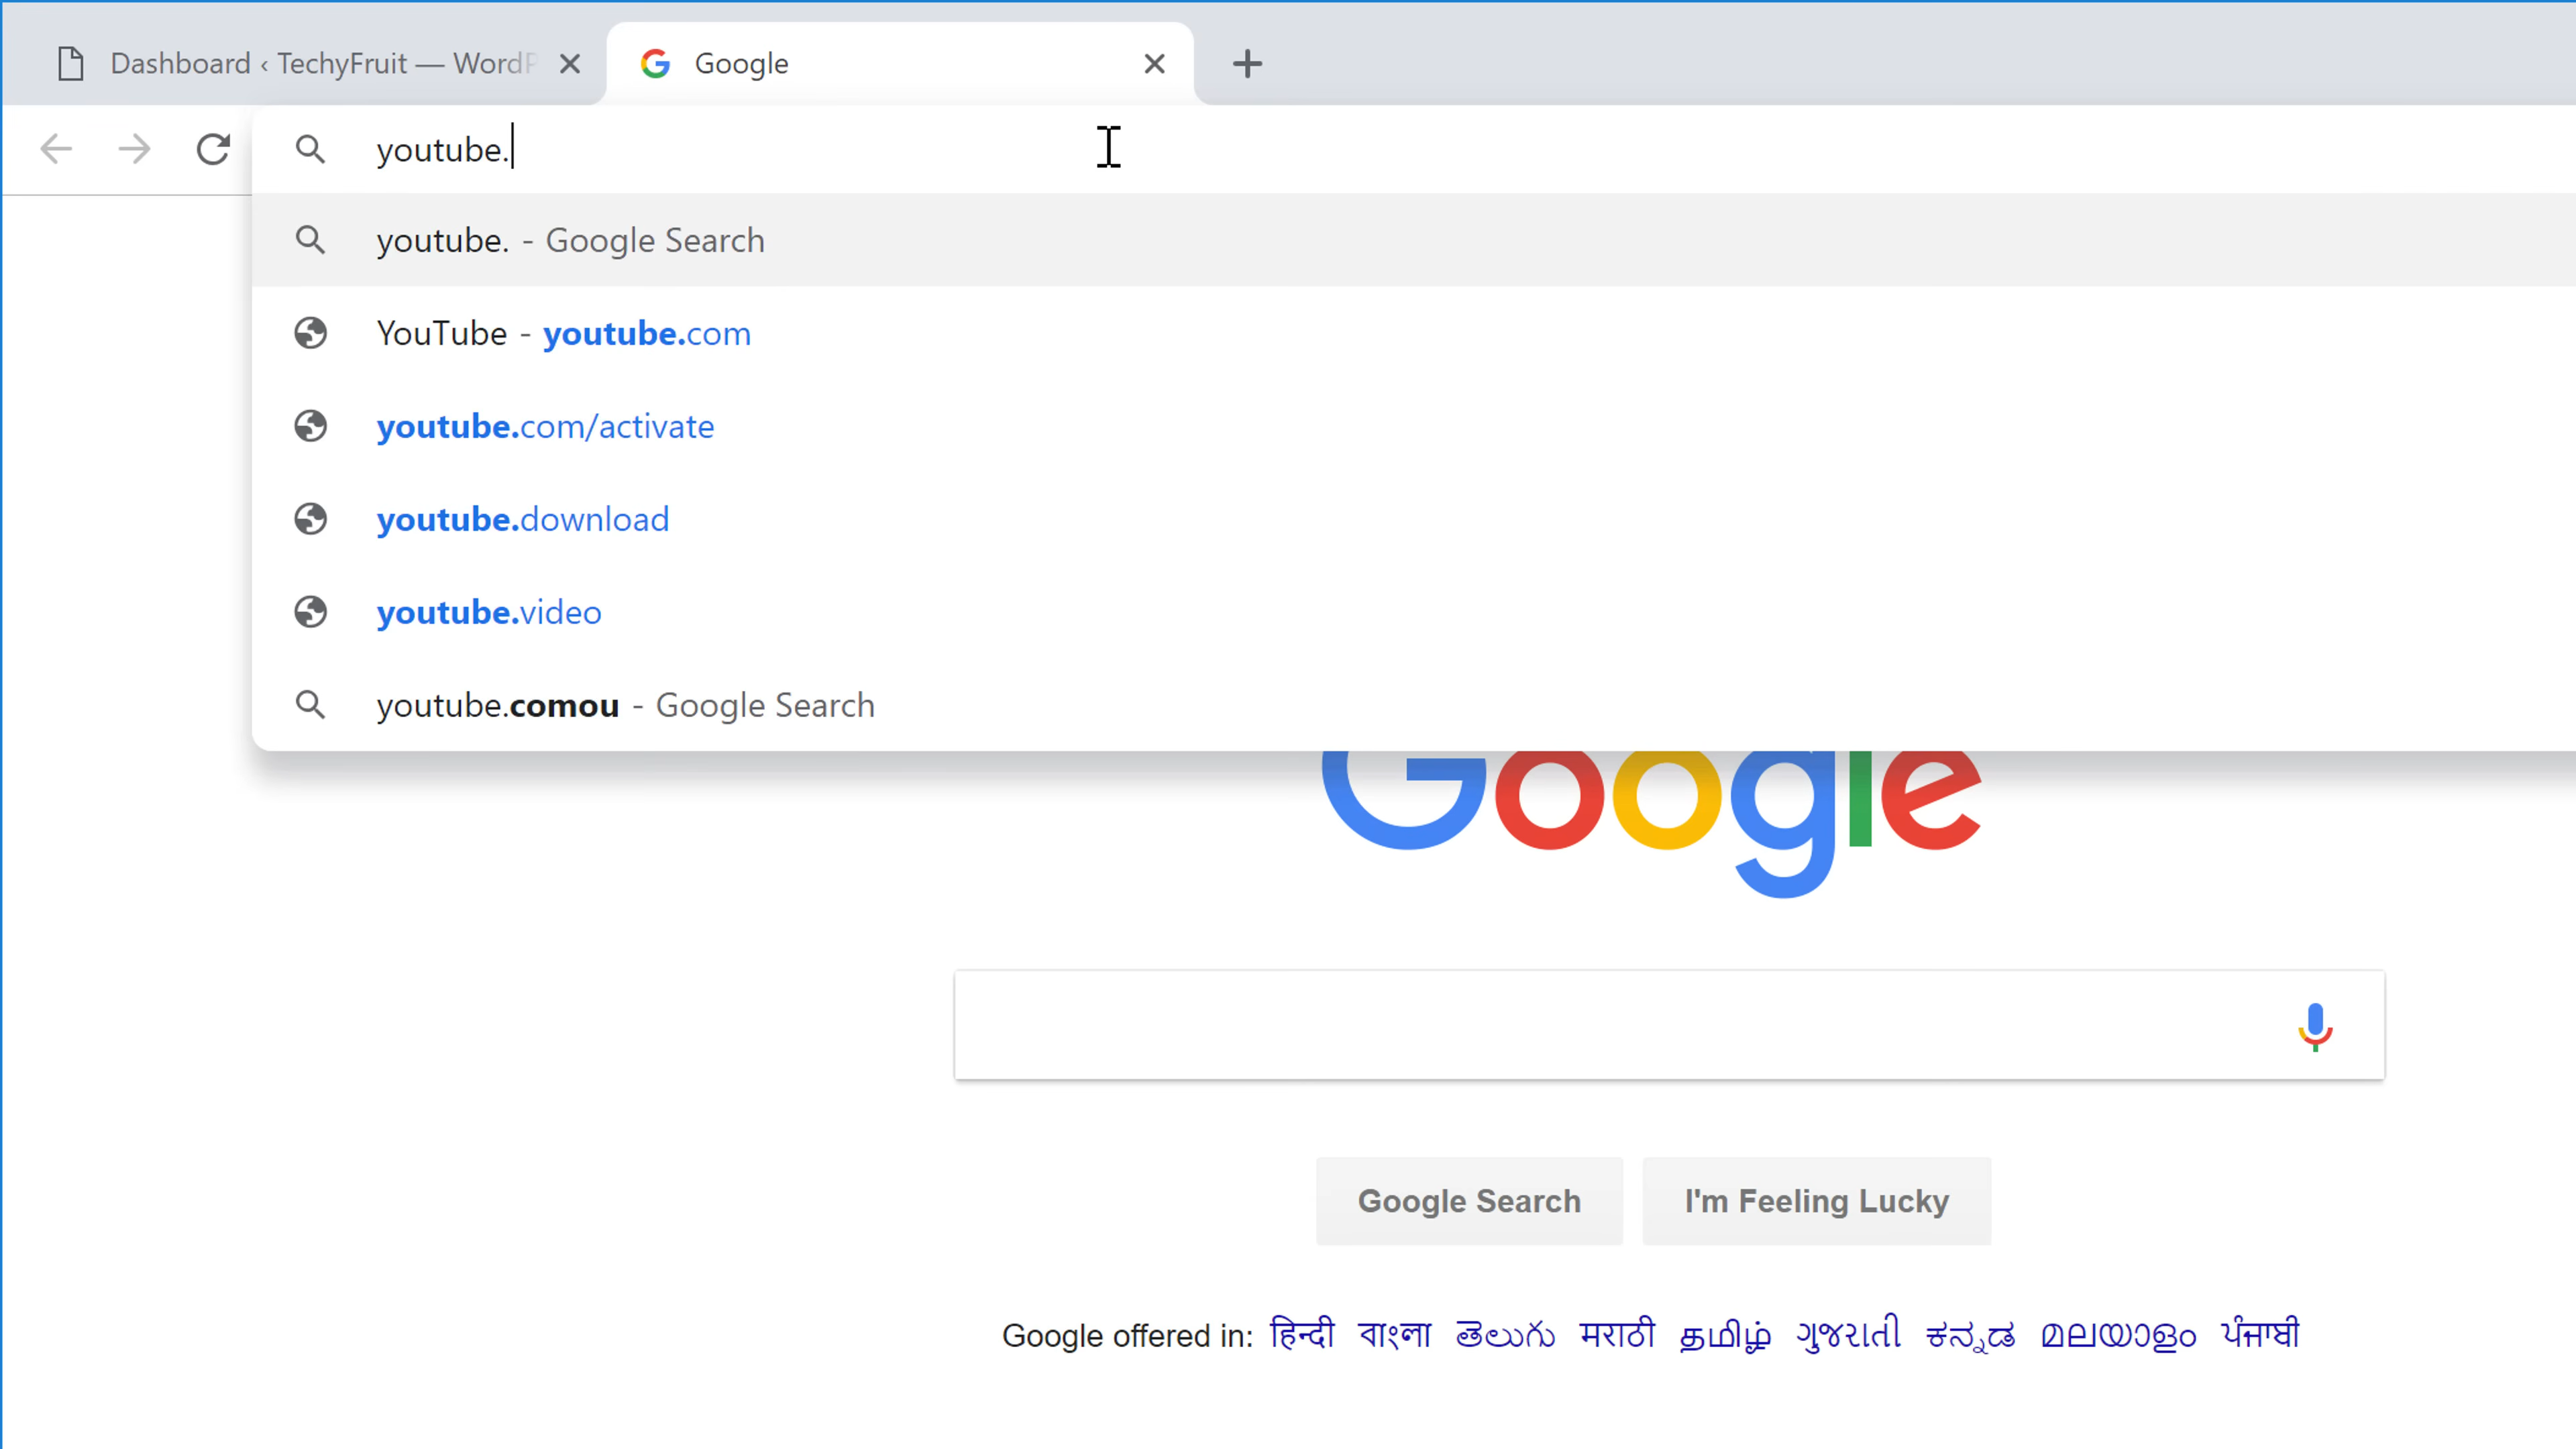 Dashboard ‹ TechyFruit — WordP
Google
youtube.
youtube. - Google Search
YouTube - youtube.com
youtube.com/activate
youtube.download
youtube.video
youtube.comou - Google Search
Google
Google Search
I'm Feeling Lucky
Google offered in: हिन्दी বাংলা తెలుగు मराठी தமிழ் ગુજરાતી ಕನ್ನಡ മലയാളം ਪੰਜਾਬੀ